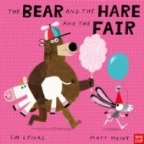 THE BEAR AND THE HARE
AND THE FAIR
EM LYNAS
MATT HUNT